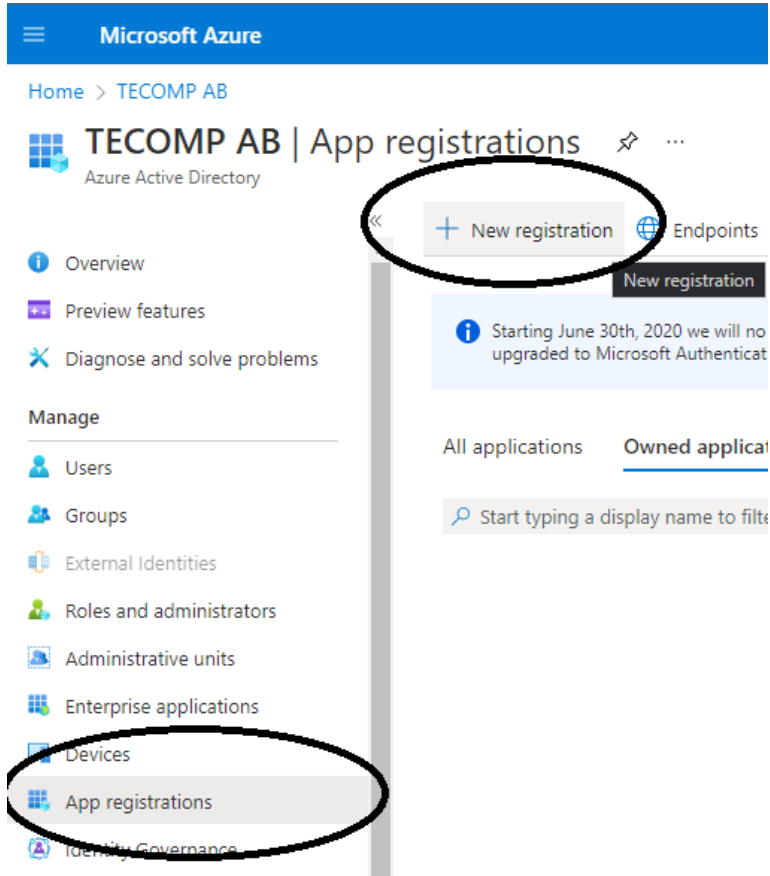 Microsoft Azure
Home > TECOMP AB
TECOMP AB | App registrations
Azure Active Directory
Overview
Preview features
Diagnose and solve problems
Manage
Users
Groups
External Identities
Roles and administrators
Administrative units
Enterprise applications
Devices
App registrations
Identity Governance
New registration
Endpoints
New registration
Starting June 30th, 2020 we will no
upgraded to Microsoft Authenticat
All applications
Owned applicat
Start typing a display name to filte